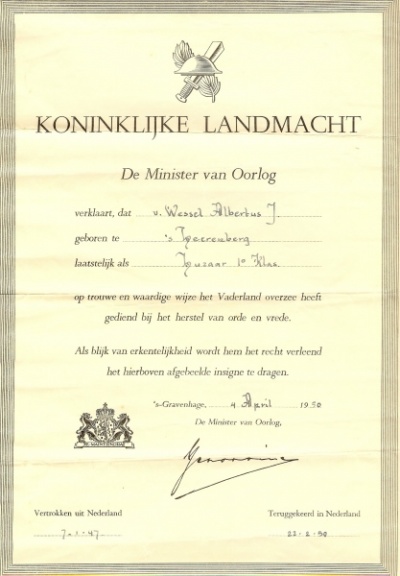 KONINKLIJKE LANDMACHT
De Minister van Oorlog
verklaart, dat v. Wessel Albertus J.
geboren te 's Heerenberg
laatstelijk als Huzaar 1e Klas.
op trouwe en waardige wijze het Vaderland overzee heeft
gediend bij het herstel van orde en vrede.
Als blijk van erkentelijkheid wordt hem het recht verleend
het hierboven afgebeelde insigne te dragen.
's-Gravenhage, 4 April 1950
De Minister van Oorlog,
Vertrokken uit Nederland
Teruggekeerd in Nederland
22-2-50